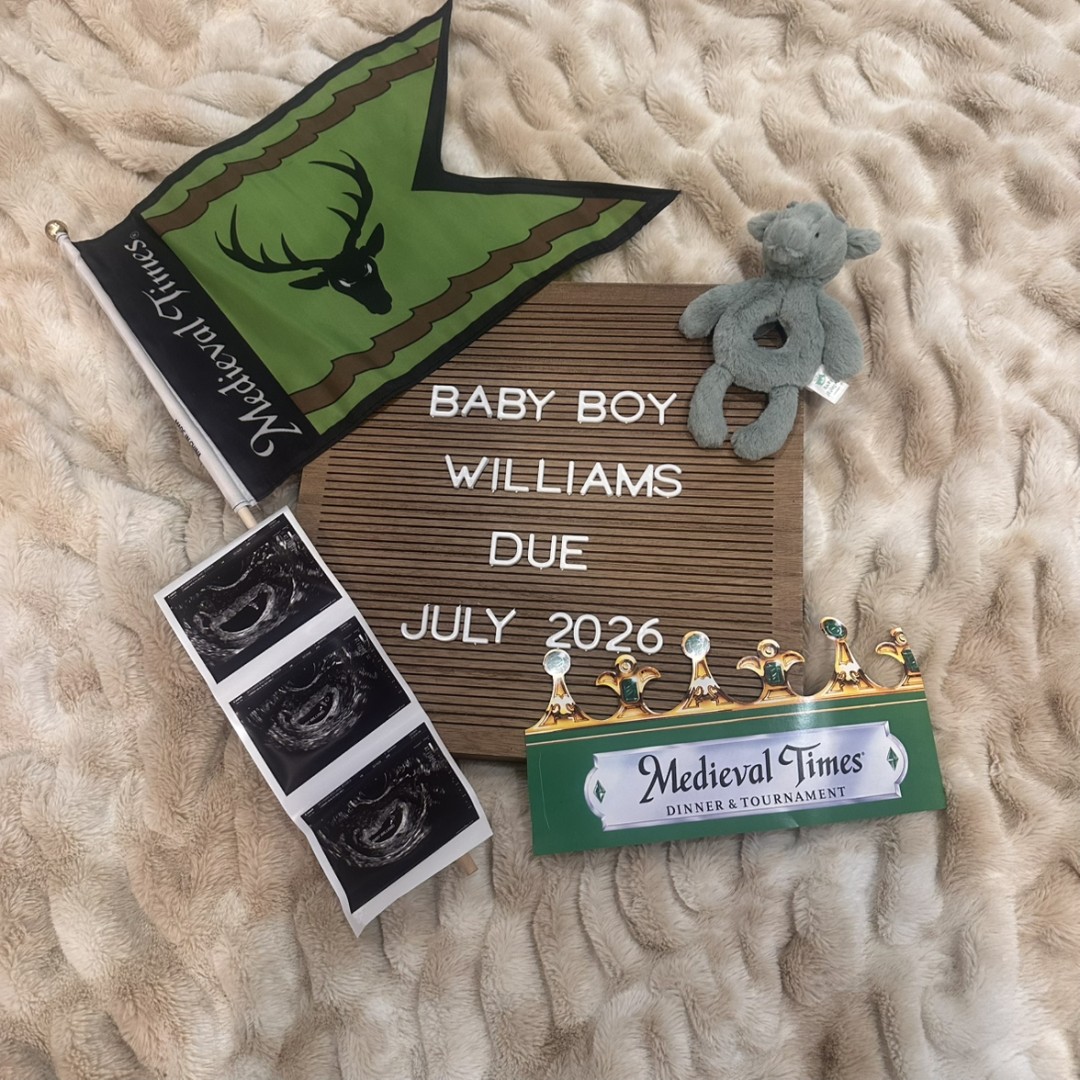 Medieval Times®
BABY BOY
WILLIAMS
DUE
JULY 2026
Medieval Times®
DINNER & TOURNAMENT